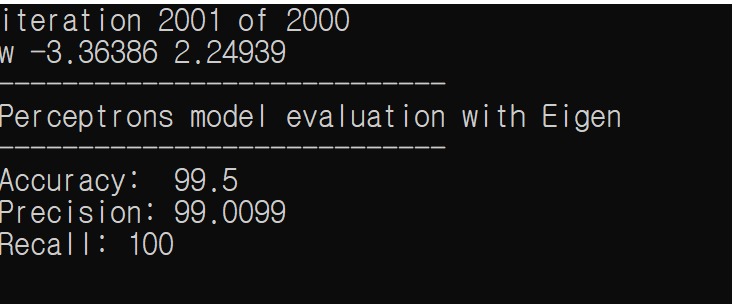 iteration 2001 of 2000
w -3.36386 2.24939
----------------------------
Perceptrons model evaluation with Eigen
----------------------------
Accuracy:  99.5
Precision: 99.0099
Recall: 100